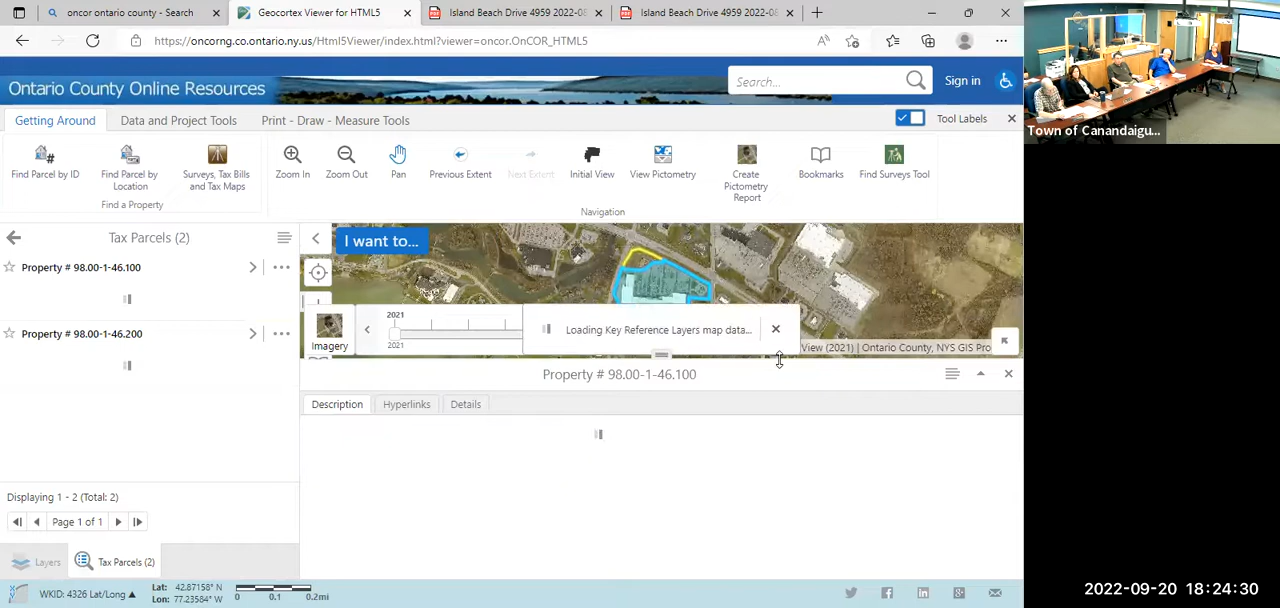 oncor ontario county - Search
Geocortex Viewer for HTML5
Island Beach Drive 4959 2022-08
Island Beach Drive 4959 2022-08
https://oncorng.co.ontario.ny.us/Html5Viewer/index.html?viewer=oncor.OnCOR_HTML5
Ontario County Online Resources
Search...
Sign in
Getting Around
Data and Project Tools
Print - Draw - Measure Tools
Tool Labels
Find Parcel by ID
Find Parcel by Location
Surveys, Tax Bills and Tax Maps
Find a Property
Zoom In
Zoom Out
Pan
Previous Extent
Next Extent
Initial View
View Pictometry
Create Pictometry Report
Bookmarks
Find Surveys Tool
Navigation
Tax Parcels (2)
I want to...
Property # 98.00-1-46.100
Property # 98.00-1-46.200
Imagery
2021
2021
Loading Key Reference Layers map data...
View (2021) | Ontario County, NYS GIS Pro
Property # 98.00-1-46.100
Description
Hyperlinks
Details
Displaying 1 - 2 (Total: 2)
Page 1 of 1
Layers
Tax Parcels (2)
WKID: 4326 Lat/Long
Lat: 42.87158° N
Lon: 77.23584° W
0 0.1 0.2mi
Town of Canandaigu...
2022-09-20 18:24:30